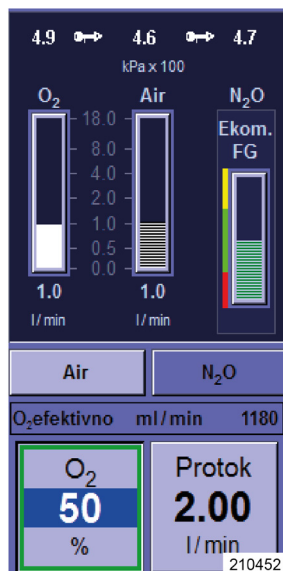 4.9 4.6 4.7
kPa x 100
O₂ Air N₂O
18.0
8.0
4.0
2.0
1.0
0.5
0.0
Ekom.
FG
1.0 1.0
l/min l/min
Air N₂O
O₂efektivno ml/min 1180
O₂ Protok
50 2.00
% l/min
210452